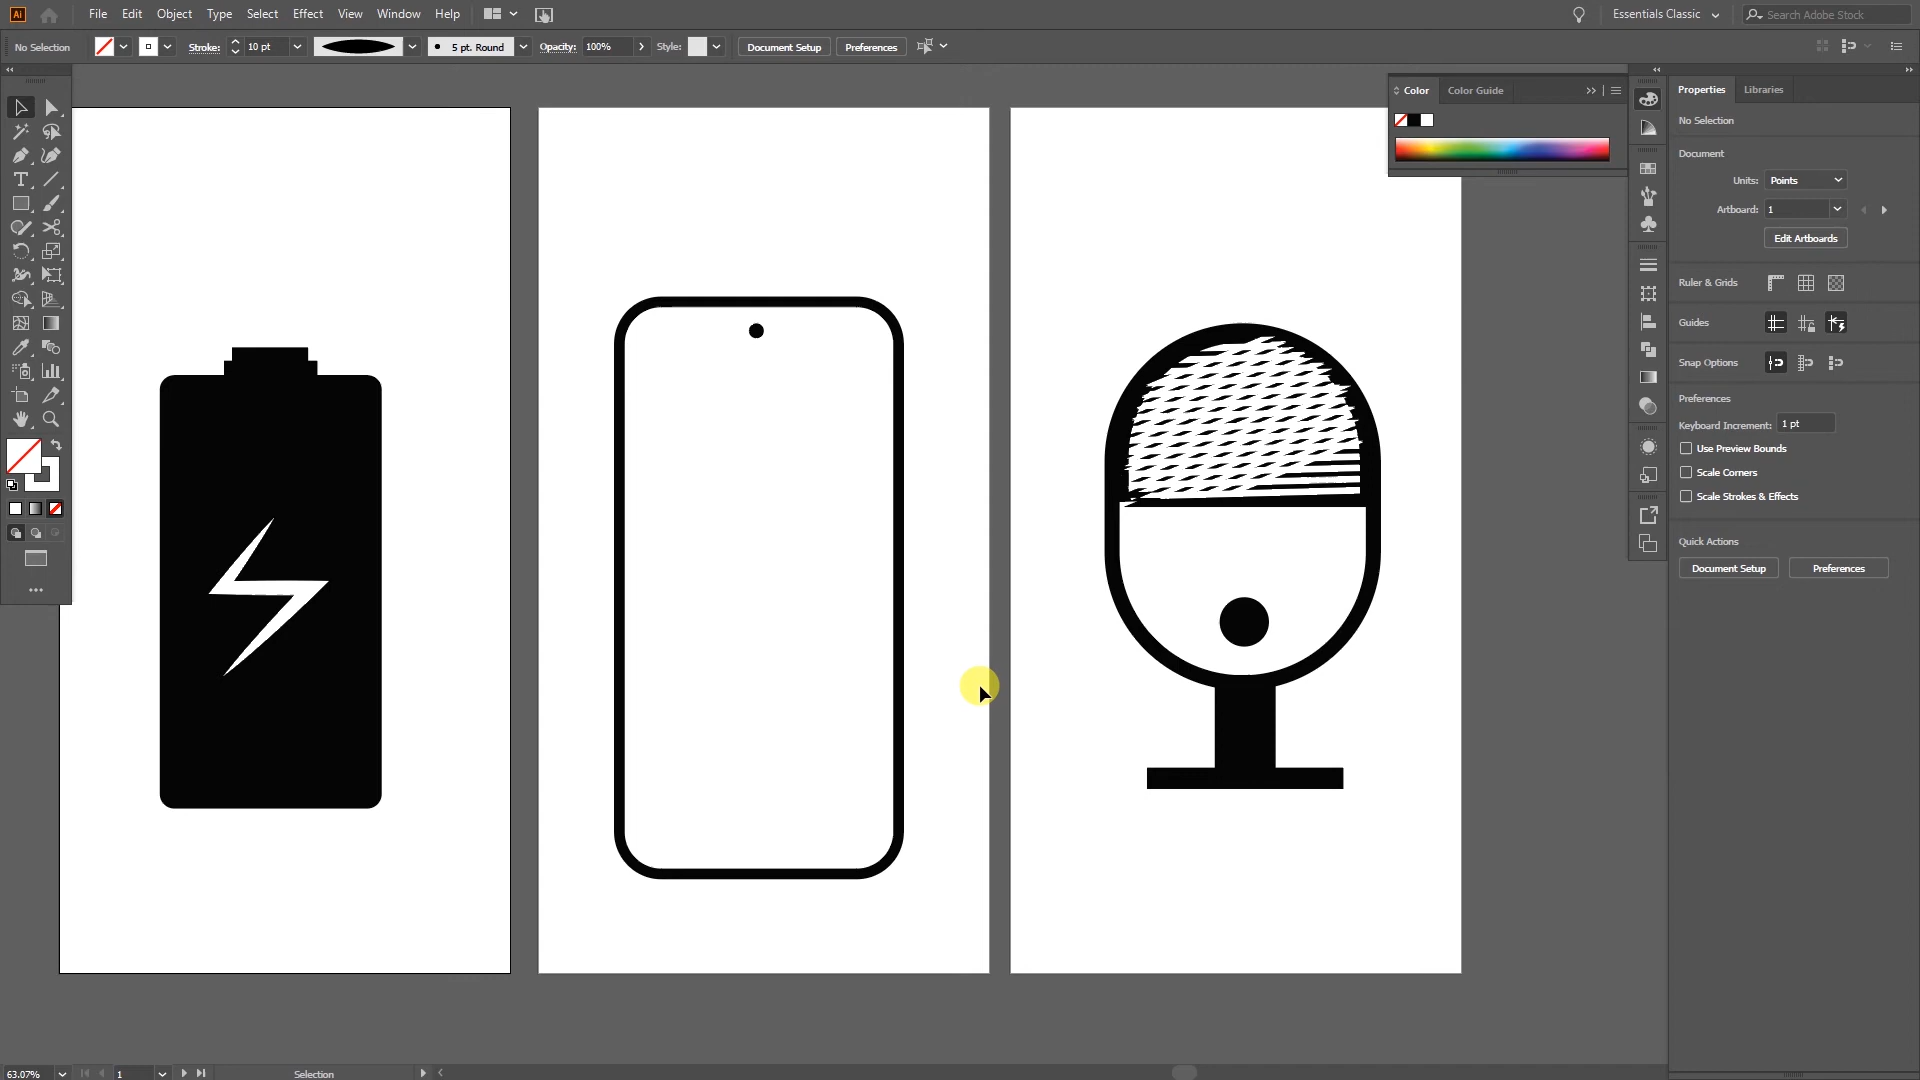 Ai File Edit Object Type Select Effect View Window Help Essentials Classic Search Adobe Stock
No Selection Stroke: 10 pt 5 pt. Round Opacity: 100% Style: Document Setup Preferences
Color Color Guide
Properties Libraries
No Selection
Document
Units: Points
Artboard: 1
Edit Artboards
Ruler & Grids
Guides
Snap Options
Preferences
Keyboard Increment: 1 pt
Use Preview Bounds
Scale Corners
Scale Strokes & Effects
Quick Actions
Document Setup Preferences
63.07% 1 Selection